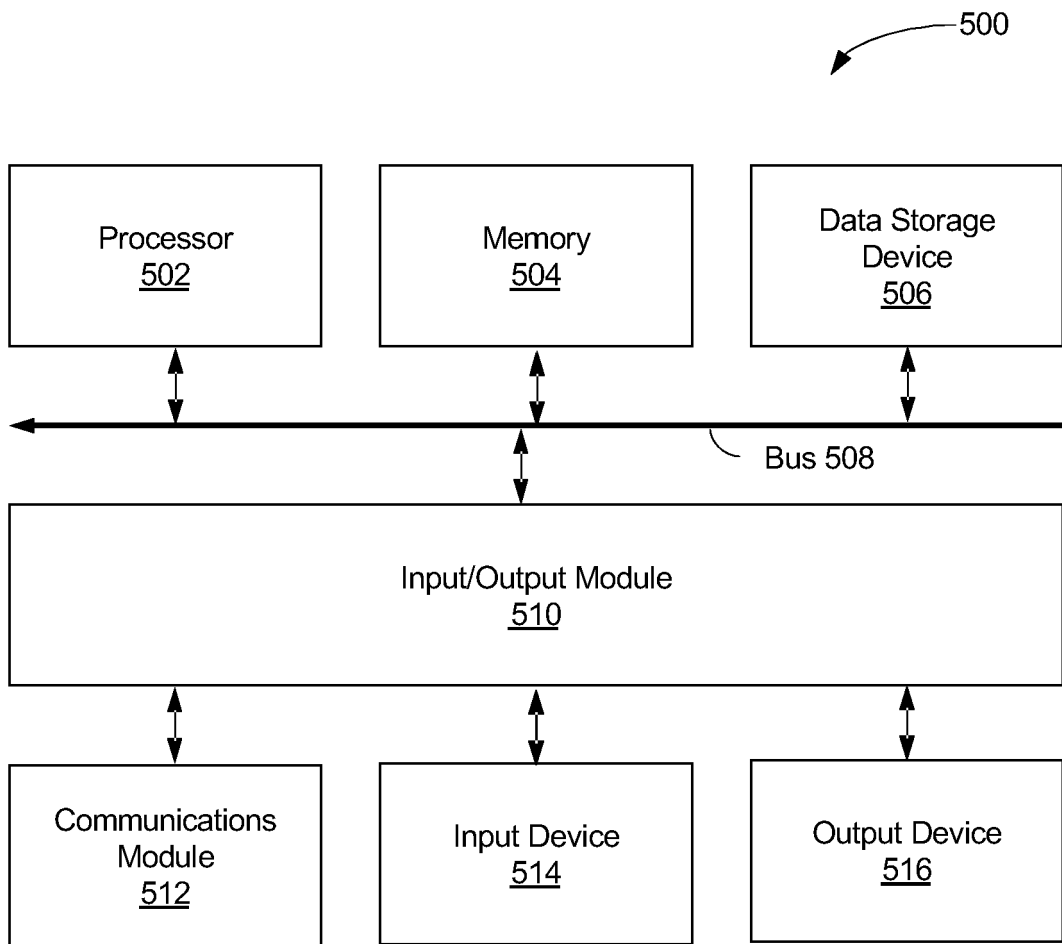 500
Processor
502
Memory
504
Data Storage
Device
506
Bus 508
Input/Output Module
510
Communications
Module
512
Input Device
514
Output Device
516